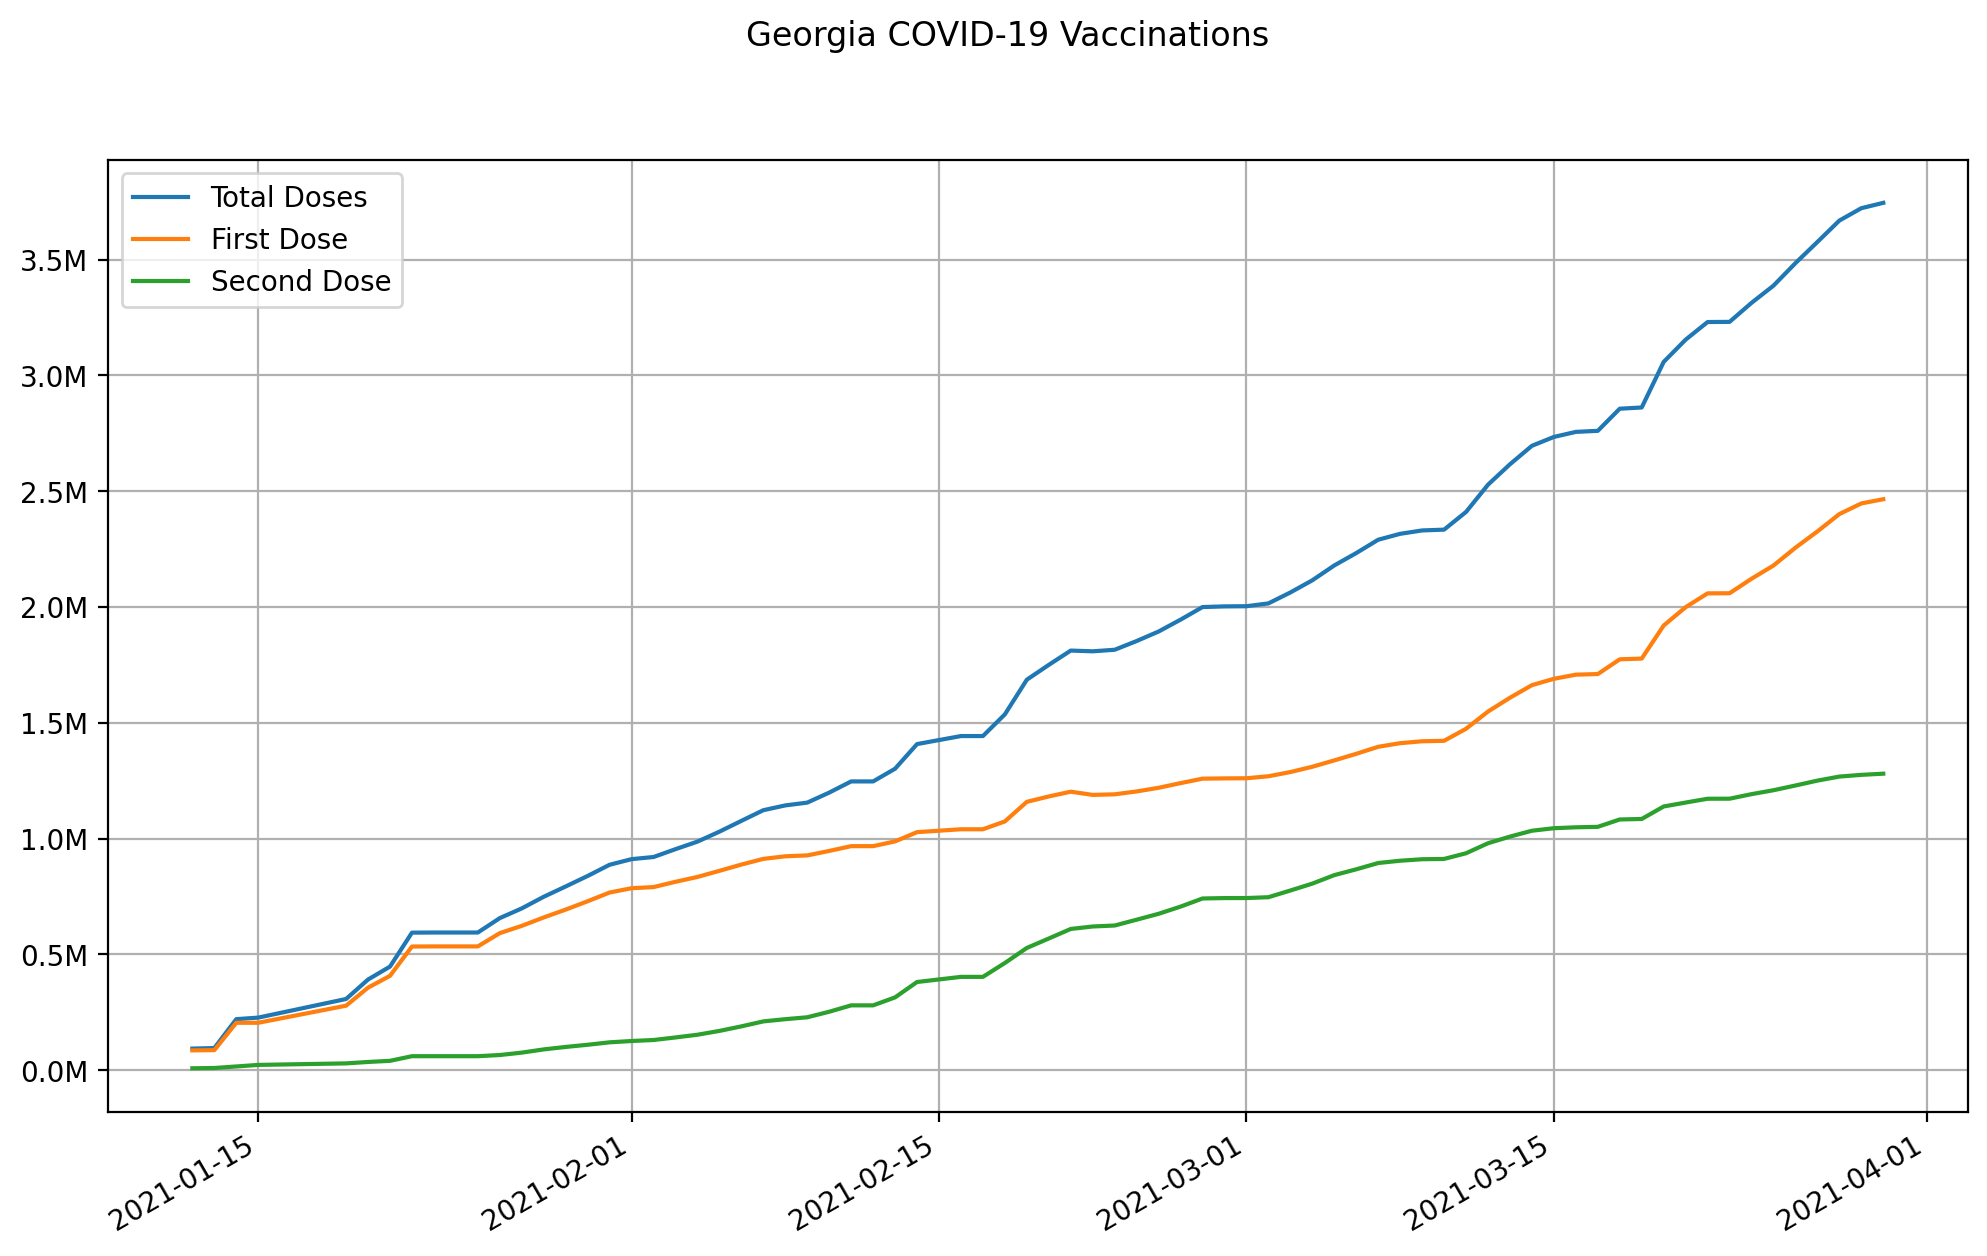 Georgia COVID-19 Vaccinations
Total Doses
First Dose
Second Dose
3.5M
3.0M
2.5M
2.0M
1.5M
1.0M
0.5M
0.0M
2021-01-15
2021-02-01
2021-02-15
2021-03-01
2021-03-15
2021-04-01